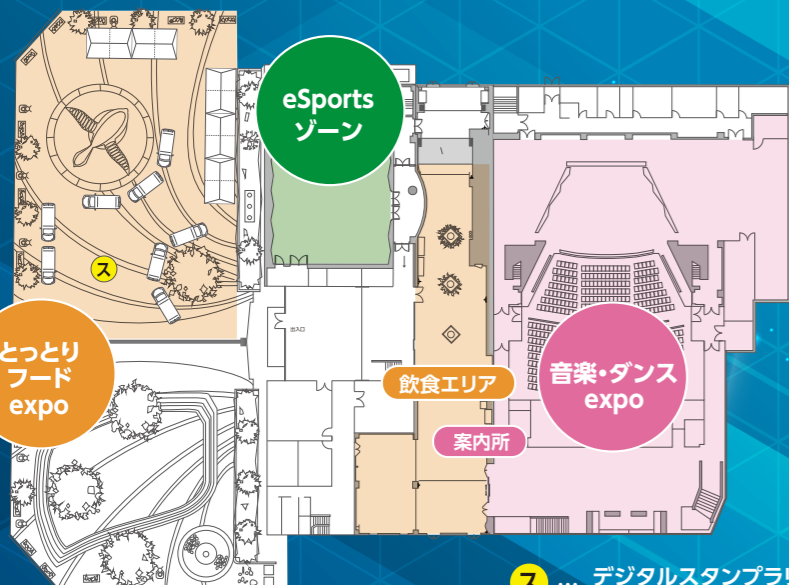 eSports
ゾーン
ス
出入口
とっとり
フード
expo
飲食エリア
音楽・ダンス
expo
案内所
ス … デジタルスタンプラリ